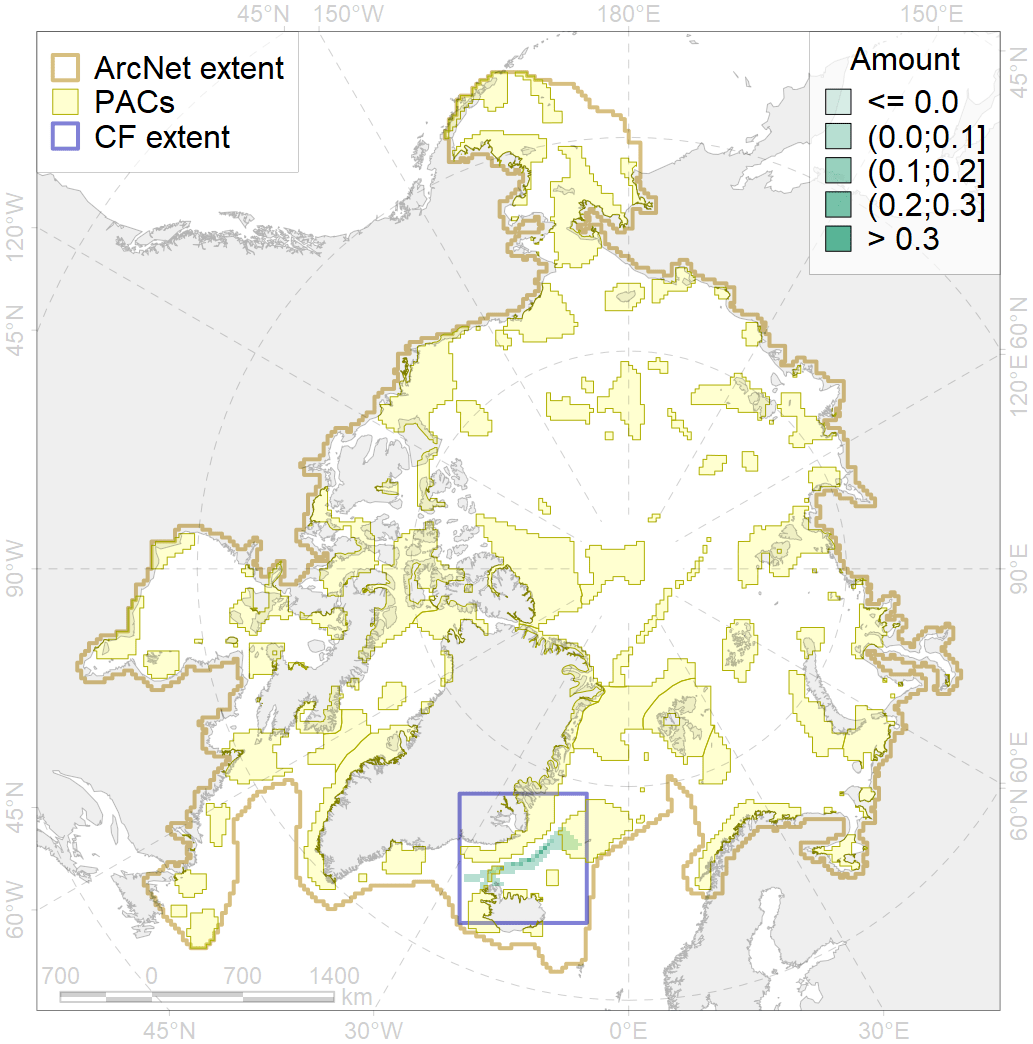 45°N 150°W 180°E 150°E
ArcNet extent
PACs
CF extent
Amount
<= 0.0
(0.0;0.1]
(0.1;0.2]
(0.2;0.3]
> 0.3
45°N
120°W
45°N
90°W
45°N
60°W
60°N
120°E
90°E
60°N
700 0 700 1400
km
45°N 30°W 0°E 30°E